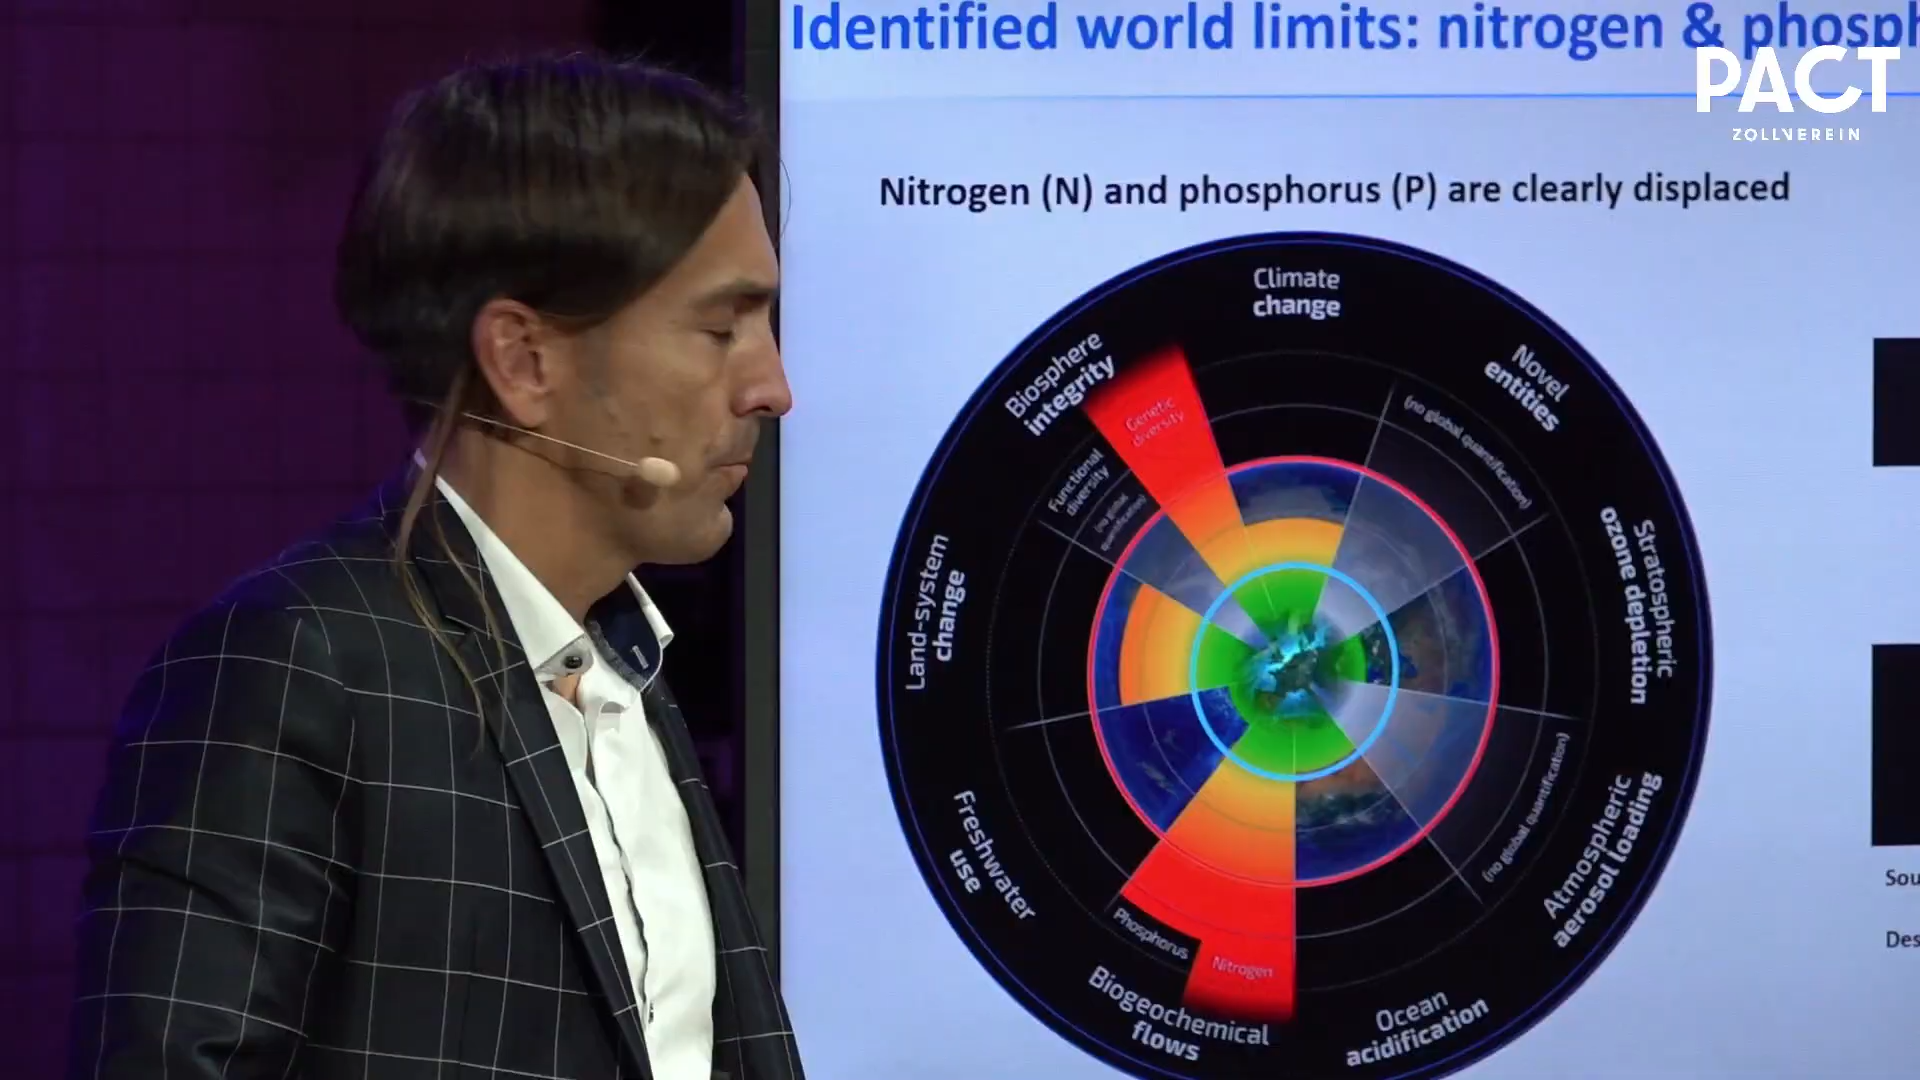 Identified world limits: nitrogen & phosph
PACT
ZOLLVEREIN
Nitrogen (N) and phosphorus (P) are clearly displaced
Climate
change
Novel
entities
(no global quantification)
Stratospheric
ozone depletion
Atmospheric
aerosol loading
(no global quantification)
Ocean
acidification
Biogeochemical
flows
Phosphorus
Nitrogen
Freshwater
use
Land-system
change
Biosphere
integrity
Genetic
diversity
Functional
diversity
(no global
quantification)
Sou
Des